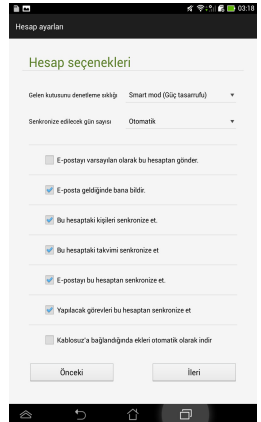 03:18
Hesap ayarları
Hesap seçenekleri
Gelen kutusunu denetleme sıklığı Smart mod (Güç tasarrufu)
Senkronize edilecek gün sayısı Otomatik
E-postayı varsayılan olarak bu hesaptan gönder.
E-posta geldiğinde bana bildir.
Bu hesaptaki kişileri senkronize et.
Bu hesaptaki takvimi senkronize et
E-postayı bu hesaptan senkronize et.
Yapılacak görevleri bu hesaptan senkronize et
Kablosuz'a bağlandığında ekleri otomatik olarak indir
Önceki İleri